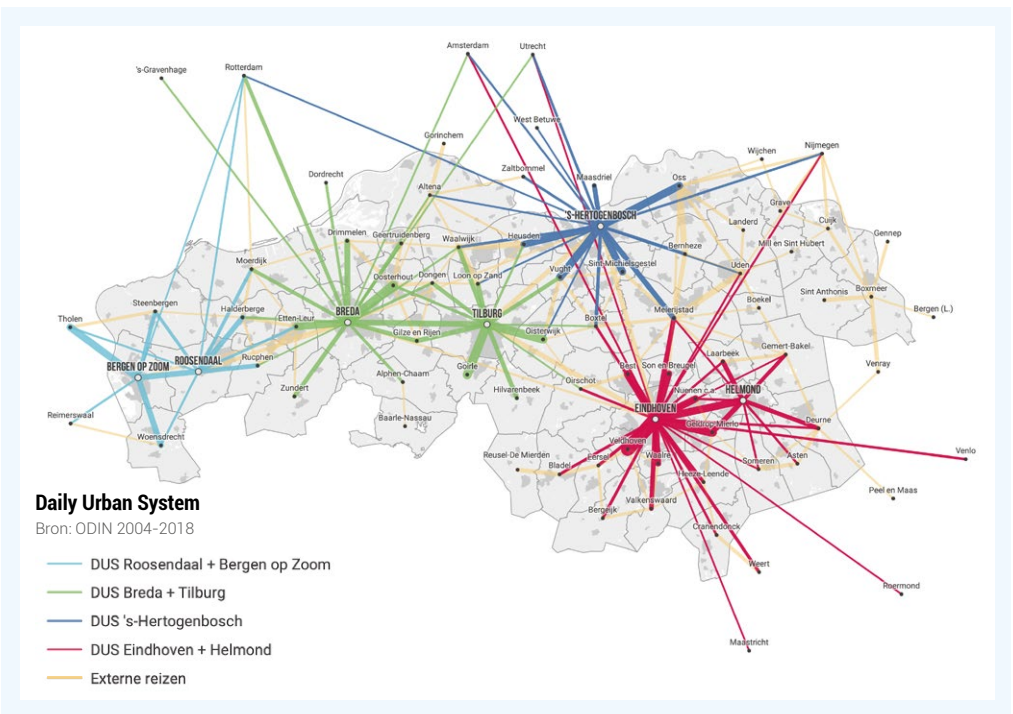 Amsterdam
Utrecht
's-Gravenhage
Rotterdam
West Betuwe
Gorinchem
Nijmegen
Wijchen
Zaltbommel
Dordrecht
Maasdriel
Oss
Altena
Grave
'S-HERTOGENBOSCH
Cuijk
Landerd
Drimmelen
Geertruidenberg
Waalwijk
Heusden
Gennep
Bernheze
Mill en Sint Hubert
Moerdijk
Vught
Sint-Michielsgestel
Uden
Oosterhout
Dongen
Loon op Zand
Sint Anthonis
Boxmeer
Steenbergen
Boekel
Halderberge
BREDA
TILBURG
Meierijstad
Bergen (L.)
Tholen
Etten-Leur
Boxtel
Gilze en Rijen
Oisterwijk
Gemert-Bakel
Rucphen
Laarbeek
ROOSENDAAL
BERGEN OP ZOOM
Goirle
Best
Son en Breugel
Venray
Alphen-Chaam
Oirschot
Zundert
Hilvarenbeek
Nuenen c.a.
HELMOND
Reimerswaal
Baarle-Nassau
EINDHOVEN
Geldrop-Mierlo
Deurne
Woensdrecht
Veldhoven
Venlo
Reusel-De Mierden
Eersel
Waalre
Asten
Bladel
Someren
Heeze-Leende
Peel en Maas
Valkenswaard
Bergeijk
Cranendonck
Weert
Roermond
Maastricht
Daily Urban System
Bron: ODIN 2004-2018
DUS Roosendaal + Bergen op Zoom
DUS Breda + Tilburg
DUS 's-Hertogenbosch
DUS Eindhoven + Helmond
Externe reizen